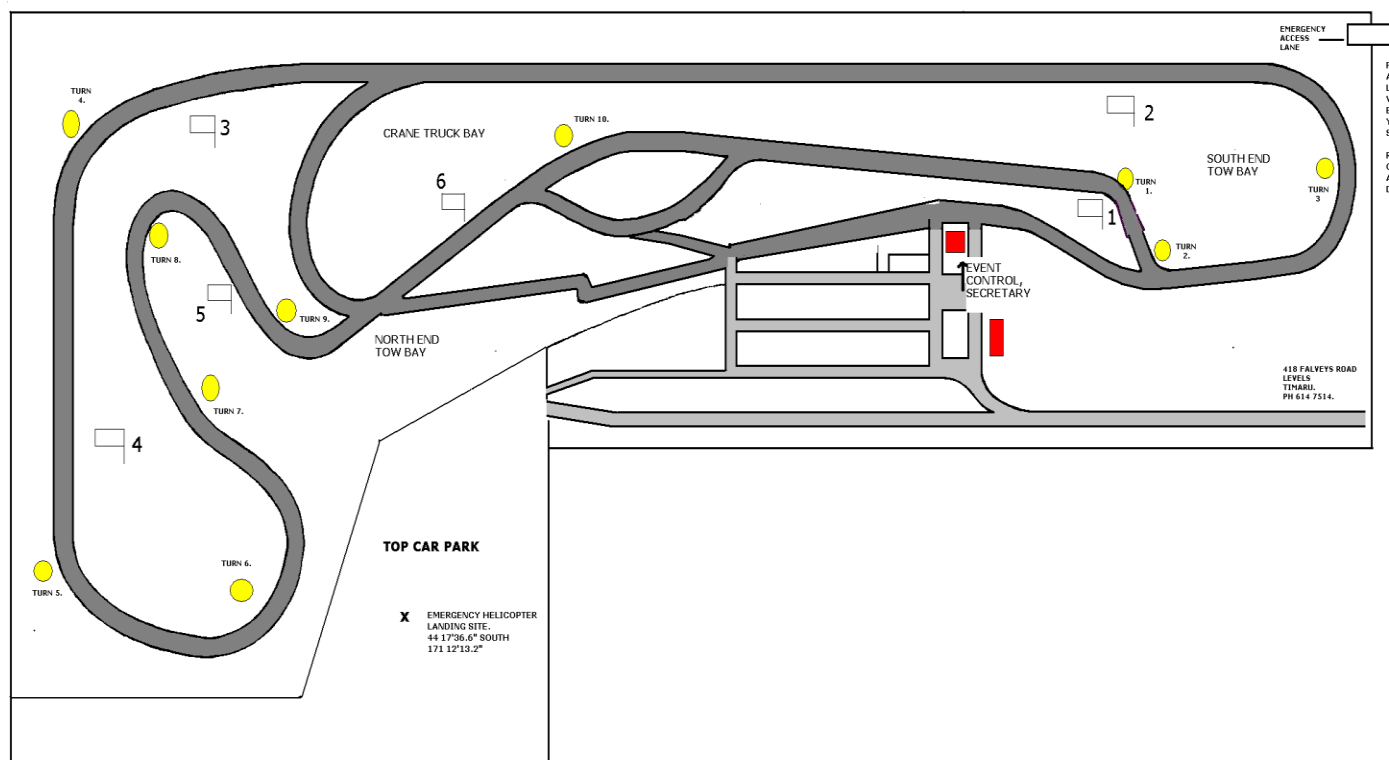 EMERGENCY
ACCESS
LANE
TURN
4.
3
CRANE TRUCK BAY
TURN 10.
2
SOUTH END
TOW BAY
TURN
1.
TURN
3
6
1
TURN
2.
TURN 8.
5
TURN 9.
EVENT
CONTROL,
SECRETARY
NORTH END
TOW BAY
418 FALVEYS ROAD
LEVELS
TIMARU.
PH 614 7514.
TURN 7.
4
TOP CAR PARK
TURN 6.
TURN 5.
X
EMERGENCY HELICOPTER
LANDING SITE.
44 17'36.6" SOUTH
171 12'13.2"